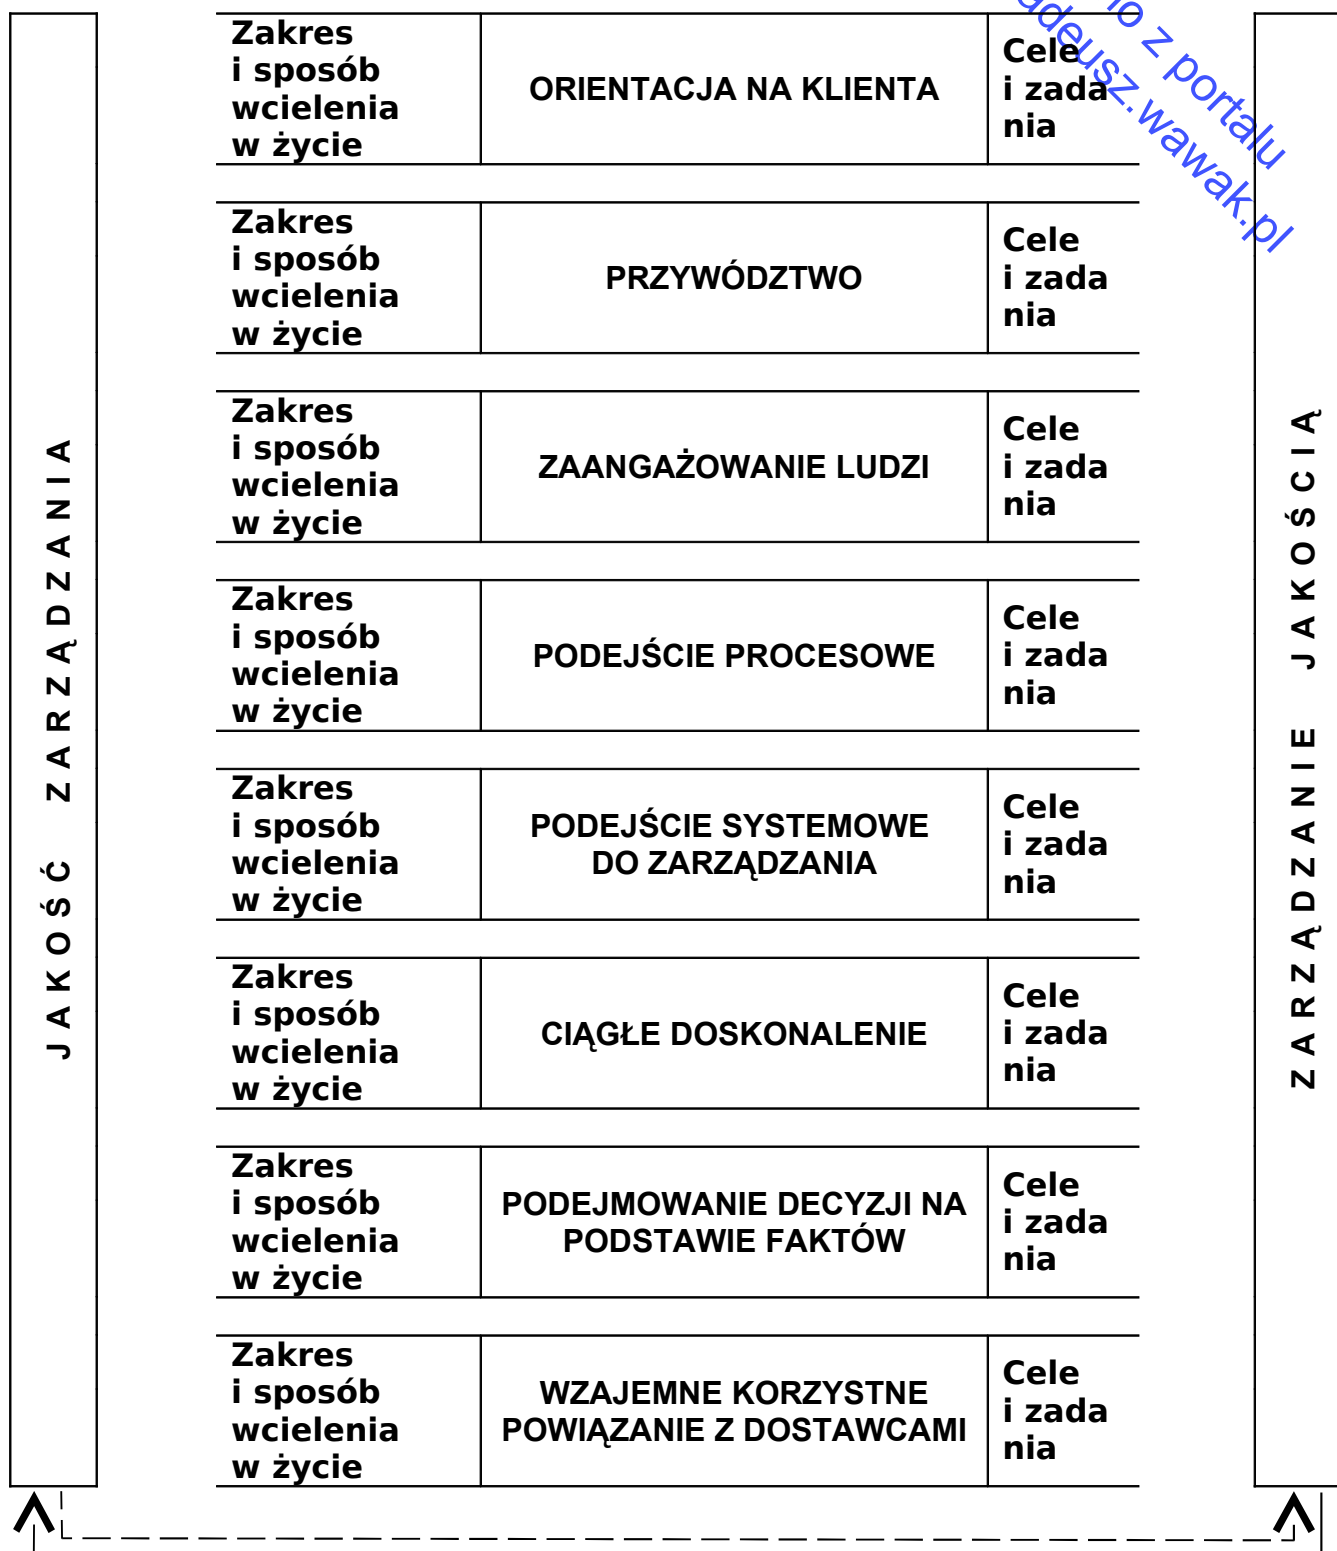 JAKOŚĆ ZARZĄDZANIA
Zakres
i sposób
wcielenia
w życie
ORIENTACJA NA KLIENTA
Cele
i zada
nia
Zakres
i sposób
wcielenia
w życie
PRZYWÓDZTWO
Cele
i zada
nia
Zakres
i sposób
wcielenia
w życie
ZAANGAŻOWANIE LUDZI
Cele
i zada
nia
Zakres
i sposób
wcielenia
w życie
PODEJŚCIE PROCESOWE
Cele
i zada
nia
Zakres
i sposób
wcielenia
w życie
PODEJŚCIE SYSTEMOWE
DO ZARZĄDZANIA
Cele
i zada
nia
Zakres
i sposób
wcielenia
w życie
CIĄGŁE DOSKONALENIE
Cele
i zada
nia
Zakres
i sposób
wcielenia
w życie
PODEJMOWANIE DECYZJI NA
PODSTAWIE FAKTÓW
Cele
i zada
nia
Zakres
i sposób
wcielenia
w życie
WZAJEMNE KORZYSTNE
POWIĄZANIE Z DOSTAWCAMI
Cele
i zada
nia
ZARZĄDZANIE JAKOŚCIĄ
z portalu
wawak.pl